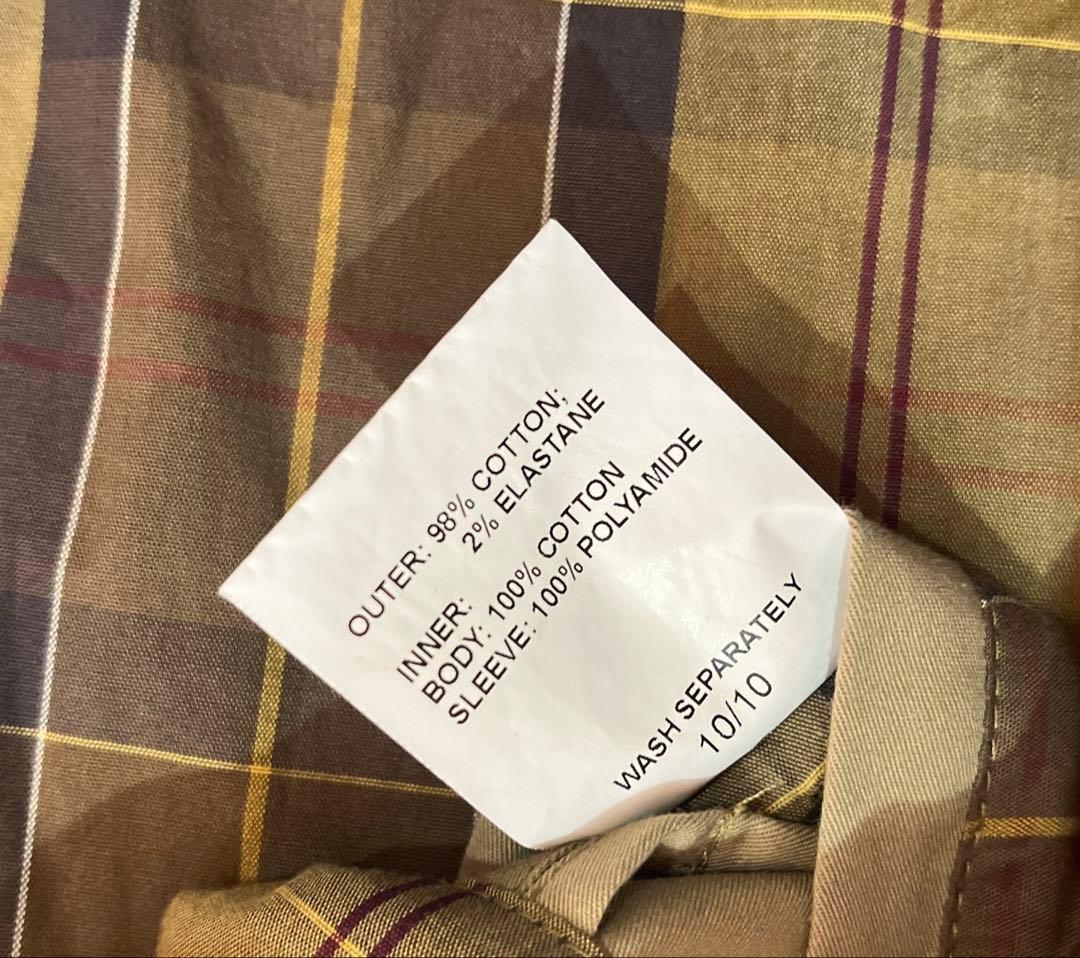 OUTER: 98% COTTON;
2% ELASTANE
INNER:
BODY: 100% COTTON
SLEEVE: 100% POLYAMIDE
WASH SEPARATELY
10/10